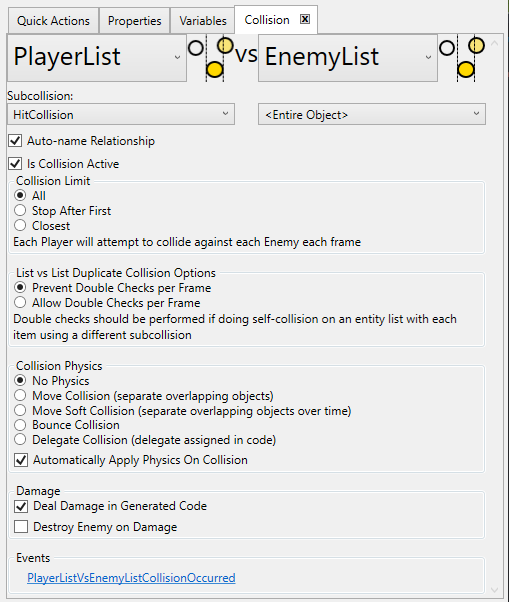 Quick Actions Properties Variables Collision
PlayerList vs EnemyList
Subcollision:
HitCollision <Entire Object>
Auto-name Relationship
Is Collision Active
Collision Limit
All
Stop After First
Closest
Each Player will attempt to collide against each Enemy each frame
List vs List Duplicate Collision Options
Prevent Double Checks per Frame
Allow Double Checks per Frame
Double checks should be performed if doing self-collision on an entity list with each
item using a different subcollision
Collision Physics
No Physics
Move Collision (separate overlapping objects)
Move Soft Collision (separate overlapping objects over time)
Bounce Collision
Delegate Collision (delegate assigned in code)
Automatically Apply Physics On Collision
Damage
Deal Damage in Generated Code
Destroy Enemy on Damage
Events
PlayerListVsEnemyListCollisionOccurred